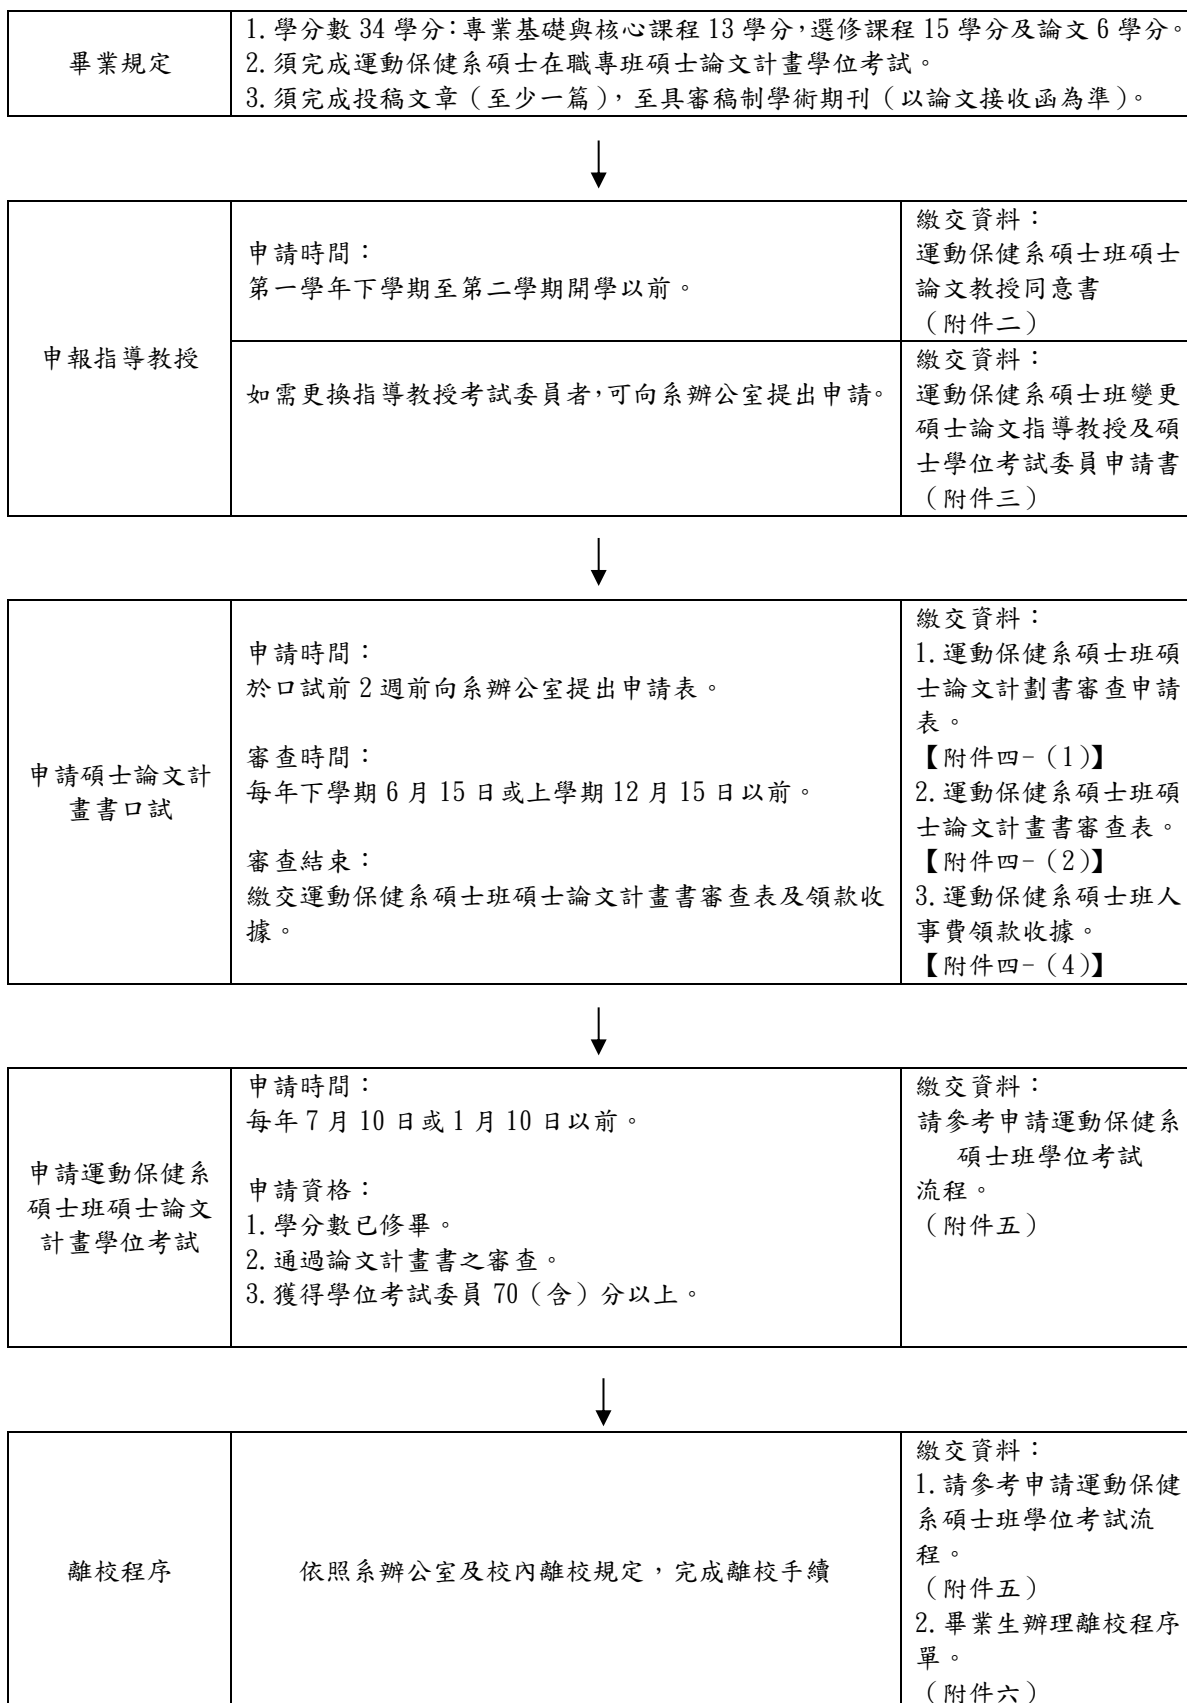 畢業規定
1.學分數 34 學分：專業基礎與核心課程 13 學分，選修課程 15 學分及論文 6 學分。
2.須完成運動保健系碩士在職專班碩士論文計畫學位考試。
3.須完成投稿文章（至少一篇），至具審稿制學術期刊（以論文接收函為準）。
申報指導教授
申請時間：
第一學年下學期至第二學期開學以前。
繳交資料：
運動保健系碩士班碩士
論文教授同意書
（附件二）
如需更換指導教授考試委員者，可向系辦公室提出申請。
繳交資料：
運動保健系碩士班變更
碩士論文指導教授及碩
士學位考試委員申請書
（附件三）
申請碩士論文計
畫書口試
申請時間：
於口試前 2 週前向系辦公室提出申請表。
審查時間：
每年下學期 6 月 15 日或上學期 12 月 15 日以前。
審查結束：
繳交運動保健系碩士班碩士論文計畫書審查表及領款收
據。
繳交資料：
1.運動保健系碩士班碩
士論文計劃書審查申請
表。
【附件四-（1）】
2.運動保健系碩士班碩
士論文計畫書審查表。
【附件四-（2）】
3.運動保健系碩士班人
事費領款收據。
【附件四-（4）】
申請運動保健系
碩士班碩士論文
計畫學位考試
申請時間：
每年 7 月 10 日或 1 月 10 日以前。
申請資格：
1.學分數已修畢。
2.通過論文計畫書之審查。
3.獲得學位考試委員 70（含）分以上。
繳交資料：
請參考申請運動保健系
碩士班學位考試
流程。
（附件五）
離校程序
依照系辦公室及校內離校規定，完成離校手續
繳交資料：
1.請參考申請運動保健
系碩士班學位考試流
程。
（附件五）
2.畢業生辦理離校程序
單。
（附件六）